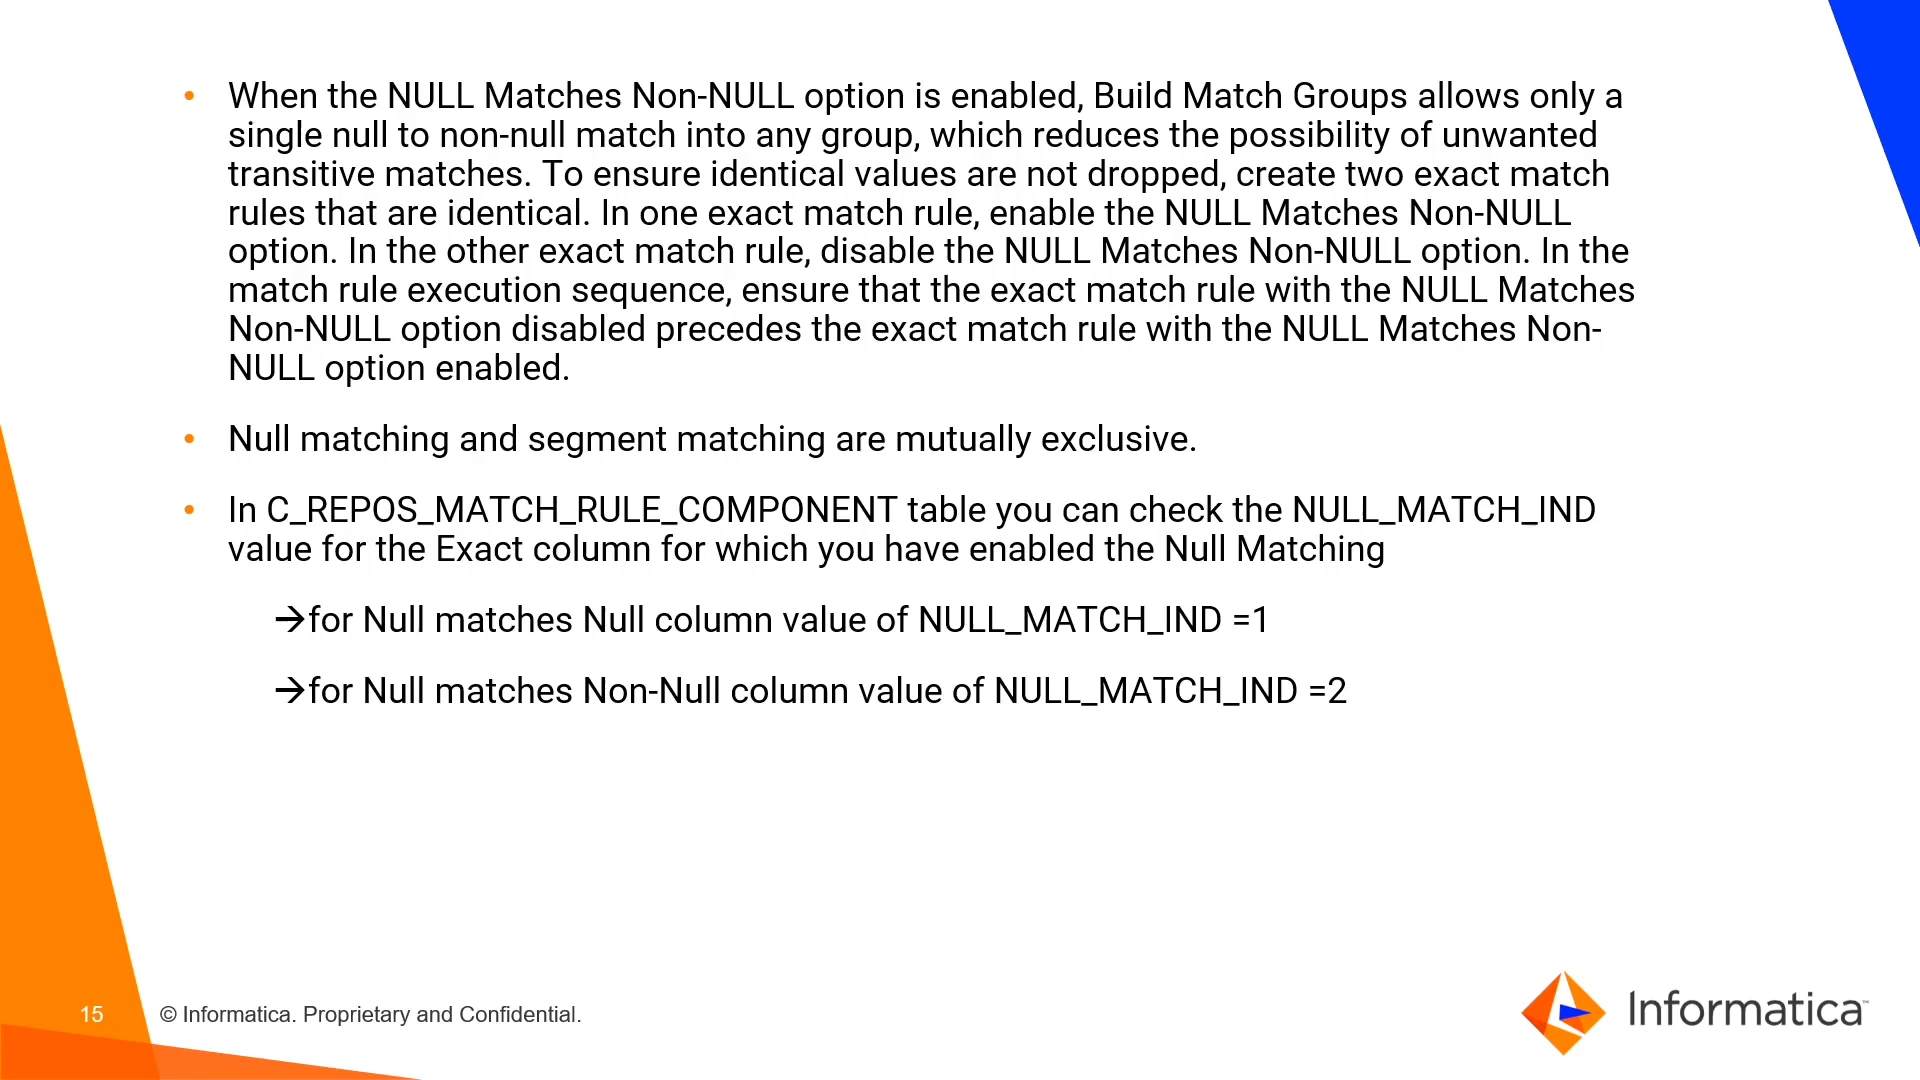 • When the NULL Matches Non-NULL option is enabled, Build Match Groups allows only a
single null to non-null match into any group, which reduces the possibility of unwanted
transitive matches. To ensure identical values are not dropped, create two exact match
rules that are identical. In one exact match rule, enable the NULL Matches Non-NULL
option. In the other exact match rule, disable the NULL Matches Non-NULL option. In the
match rule execution sequence, ensure that the exact match rule with the NULL Matches
Non-NULL option disabled precedes the exact match rule with the NULL Matches Non-
NULL option enabled.
• Null matching and segment matching are mutually exclusive.
• In C_REPOS_MATCH_RULE_COMPONENT table you can check the NULL_MATCH_IND
value for the Exact column for which you have enabled the Null Matching
→for Null matches Null column value of NULL_MATCH_IND =1
→for Null matches Non-Null column value of NULL_MATCH_IND =2
15 © Informatica. Proprietary and Confidential.
Informatica™